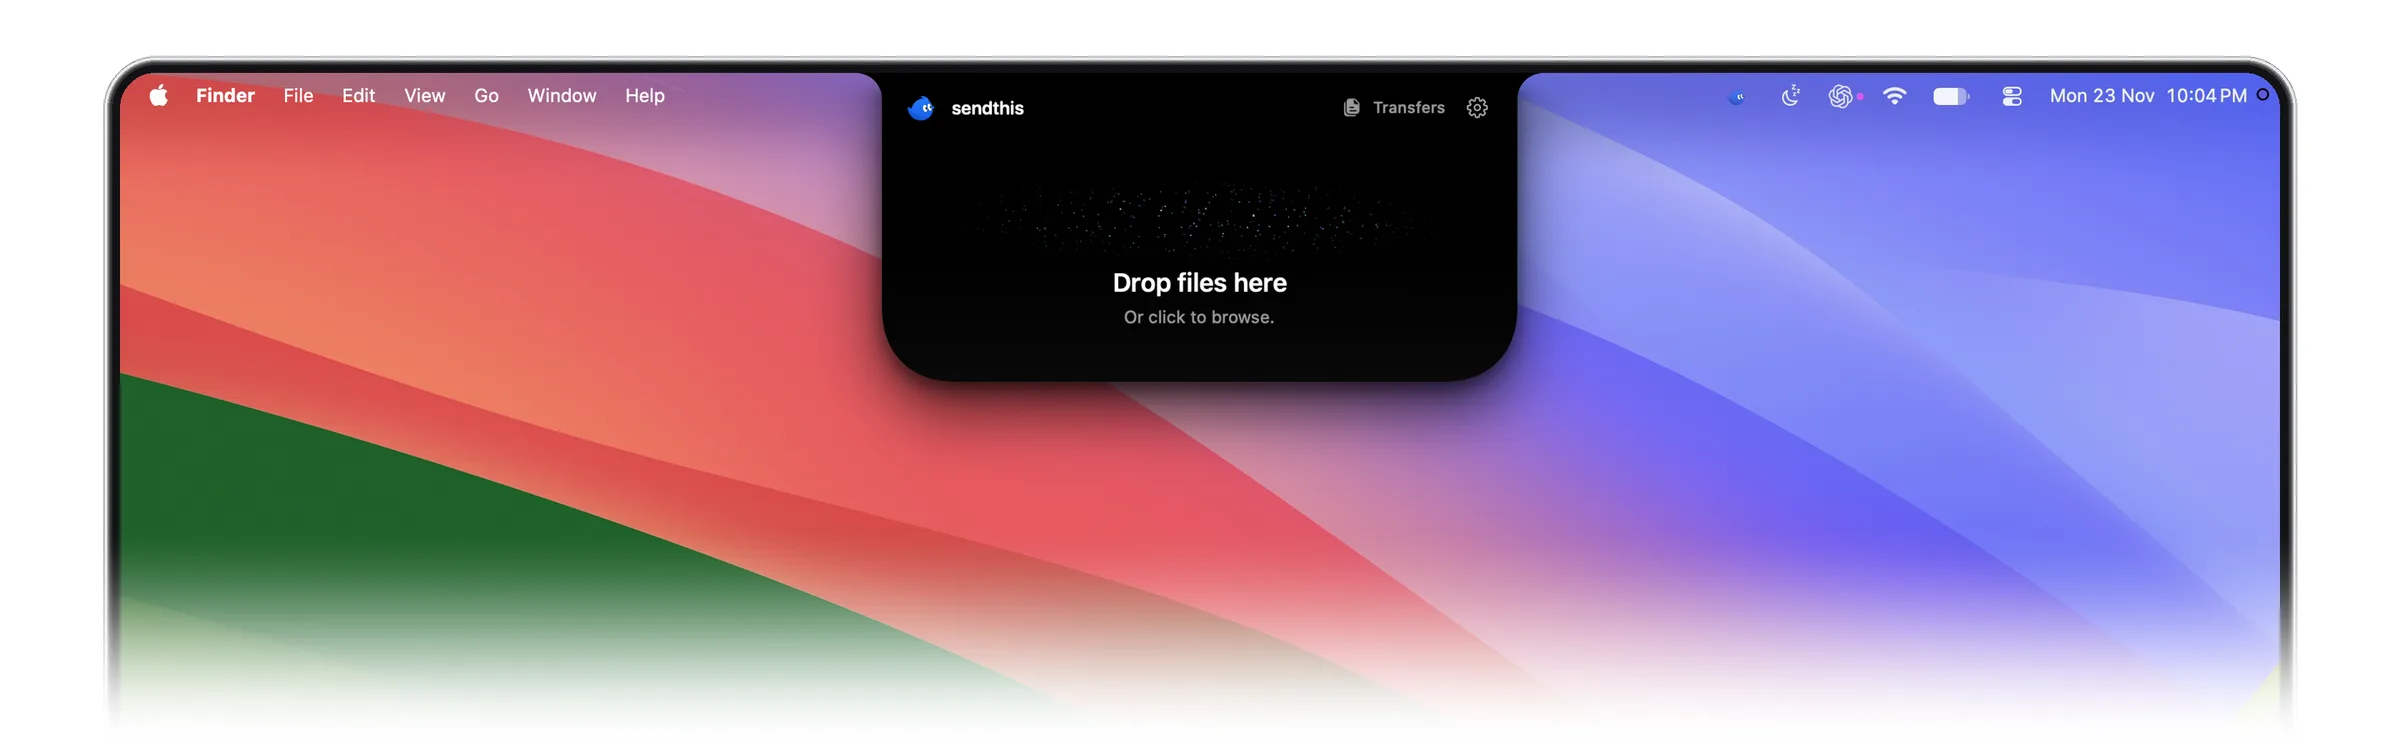 Finder File Edit View Go Window Help
sendthis
Transfers
Mon 23 Nov 10:04 PM
Drop files here
Or click to browse.